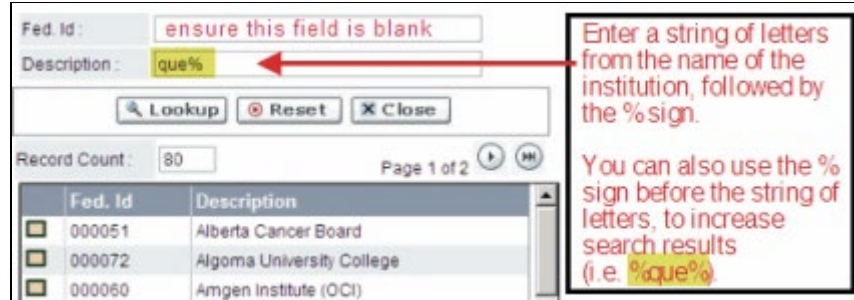 Fed. Id :
ensure this field is blank
Description :
que%
Lookup
Reset
Close
Record Count :
80
Page 1 of 2
Fed. Id
Description
000051
Alberta Cancer Board
000072
Algoma University College
000060
Amgen Institute (OCI)
Enter a string of letters
from the name of the
institution, followed by
the % sign.
You can also use the %
sign before the string of
letters, to increase
search results
(i.e. %que%).